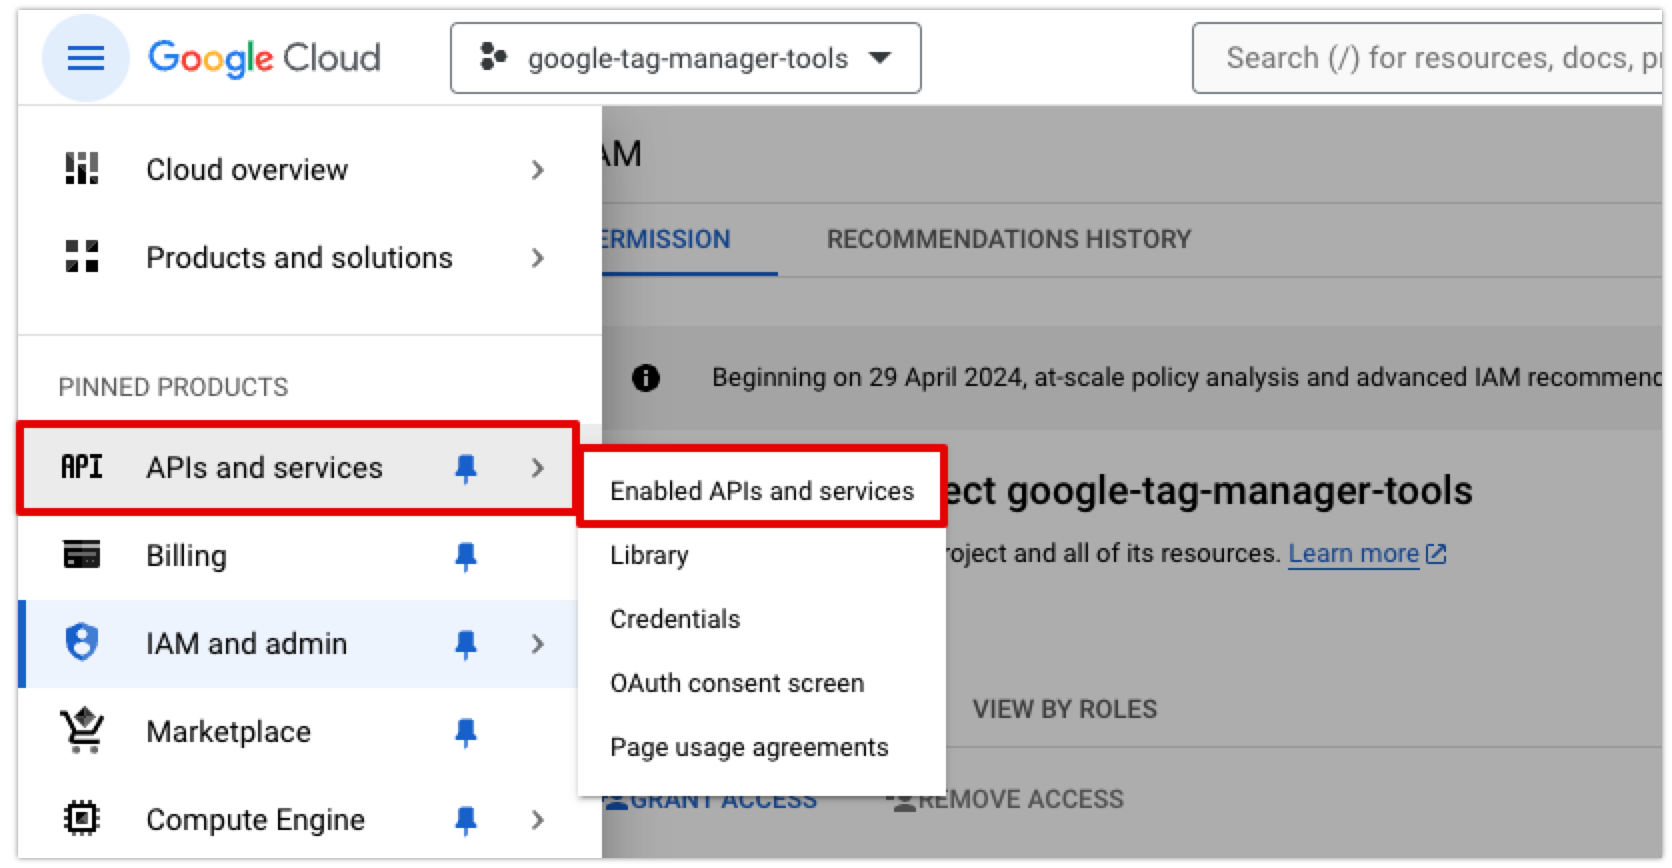 Google Cloud
google-tag-manager-tools
Search (/) for resources, docs,
Cloud overview
Products and solutions
PINNED PRODUCTS
API APIs and services
Billing
IAM and admin
Marketplace
Compute Engine
Enabled APIs and services
Library
Credentials
OAuth consent screen
Page usage agreements
AM
ERMISSION
RECOMMENDATIONS HISTORY
Beginning on 29 April 2024, at-scale policy analysis and advanced IAM recommend
ect google-tag-manager-tools
roject and all of its resources. Learn more
VIEW BY ROLES
GRANT ACCESS
REMOVE ACCESS